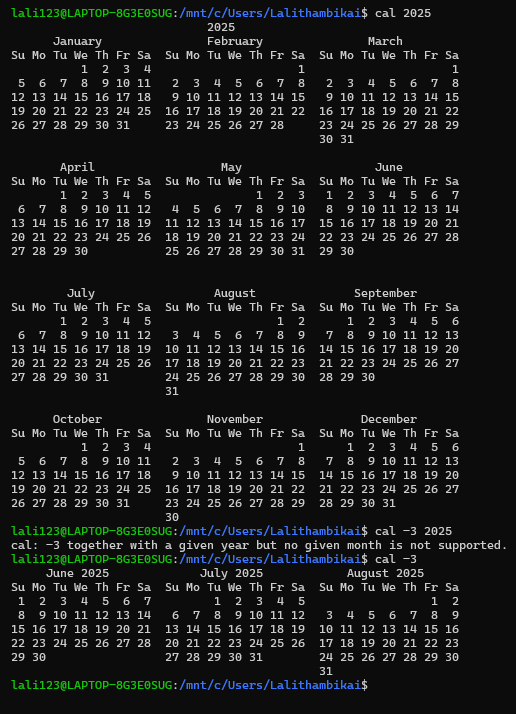 lali123@LAPTOP-8G3E0SUG:/mnt/c/Users/Lalithambikai$ cal 2025
                            2025
      January               February               March
Su Mo Tu We Th Fr Sa  Su Mo Tu We Th Fr Sa  Su Mo Tu We Th Fr Sa
          1  2  3  4                     1                     1
 5  6  7  8  9 10 11   2  3  4  5  6  7  8   2  3  4  5  6  7  8
12 13 14 15 16 17 18   9 10 11 12 13 14 15   9 10 11 12 13 14 15
19 20 21 22 23 24 25  16 17 18 19 20 21 22  16 17 18 19 20 21 22
26 27 28 29 30 31     23 24 25 26 27 28     23 24 25 26 27 28 29
                                            30 31
       April                  May                   June
Su Mo Tu We Th Fr Sa  Su Mo Tu We Th Fr Sa  Su Mo Tu We Th Fr Sa
       1  2  3  4  5               1  2  3   1  2  3  4  5  6  7
 6  7  8  9 10 11 12   4  5  6  7  8  9 10   8  9 10 11 12 13 14
13 14 15 16 17 18 19  11 12 13 14 15 16 17  15 16 17 18 19 20 21
20 21 22 23 24 25 26  18 19 20 21 22 23 24  22 23 24 25 26 27 28
27 28 29 30           25 26 27 28 29 30 31  29 30
        July                 August              September
Su Mo Tu We Th Fr Sa  Su Mo Tu We Th Fr Sa  Su Mo Tu We Th Fr Sa
       1  2  3  4  5                  1  2      1  2  3  4  5  6
 6  7  8  9 10 11 12   3  4  5  6  7  8  9   7  8  9 10 11 12 13
13 14 15 16 17 18 19  10 11 12 13 14 15 16  14 15 16 17 18 19 20
20 21 22 23 24 25 26  17 18 19 20 21 22 23  21 22 23 24 25 26 27
27 28 29 30 31        24 25 26 27 28 29 30  28 29 30
                      31
      October               November              December
Su Mo Tu We Th Fr Sa  Su Mo Tu We Th Fr Sa  Su Mo Tu We Th Fr Sa
          1  2  3  4                     1      1  2  3  4  5  6
 5  6  7  8  9 10 11   2  3  4  5  6  7  8   7  8  9 10 11 12 13
12 13 14 15 16 17 18   9 10 11 12 13 14 15  14 15 16 17 18 19 20
19 20 21 22 23 24 25  16 17 18 19 20 21 22  21 22 23 24 25 26 27
26 27 28 29 30 31     23 24 25 26 27 28 29  28 29 30 31
                      30
lali123@LAPTOP-8G3E0SUG:/mnt/c/Users/Lalithambikai$ cal -3 2025
cal: -3 together with a given year but no given month is not supported.
lali123@LAPTOP-8G3E0SUG:/mnt/c/Users/Lalithambikai$ cal -3
     June 2025             July 2025            August 2025
Su Mo Tu We Th Fr Sa  Su Mo Tu We Th Fr Sa  Su Mo Tu We Th Fr Sa
 1  2  3  4  5  6  7         1  2  3  4  5                  1  2
 8  9 10 11 12 13 14   6  7  8  9 10 11 12   3  4  5  6  7  8  9
15 16 17 18 19 20 21  13 14 15 16 17 18 19  10 11 12 13 14 15 16
22 23 24 25 26 27 28  20 21 22 23 24 25 26  17 18 19 20 21 22 23
29 30                 27 28 29 30 31        24 25 26 27 28 29 30
                                            31
lali123@LAPTOP-8G3E0SUG:/mnt/c/Users/Lalithambikai$